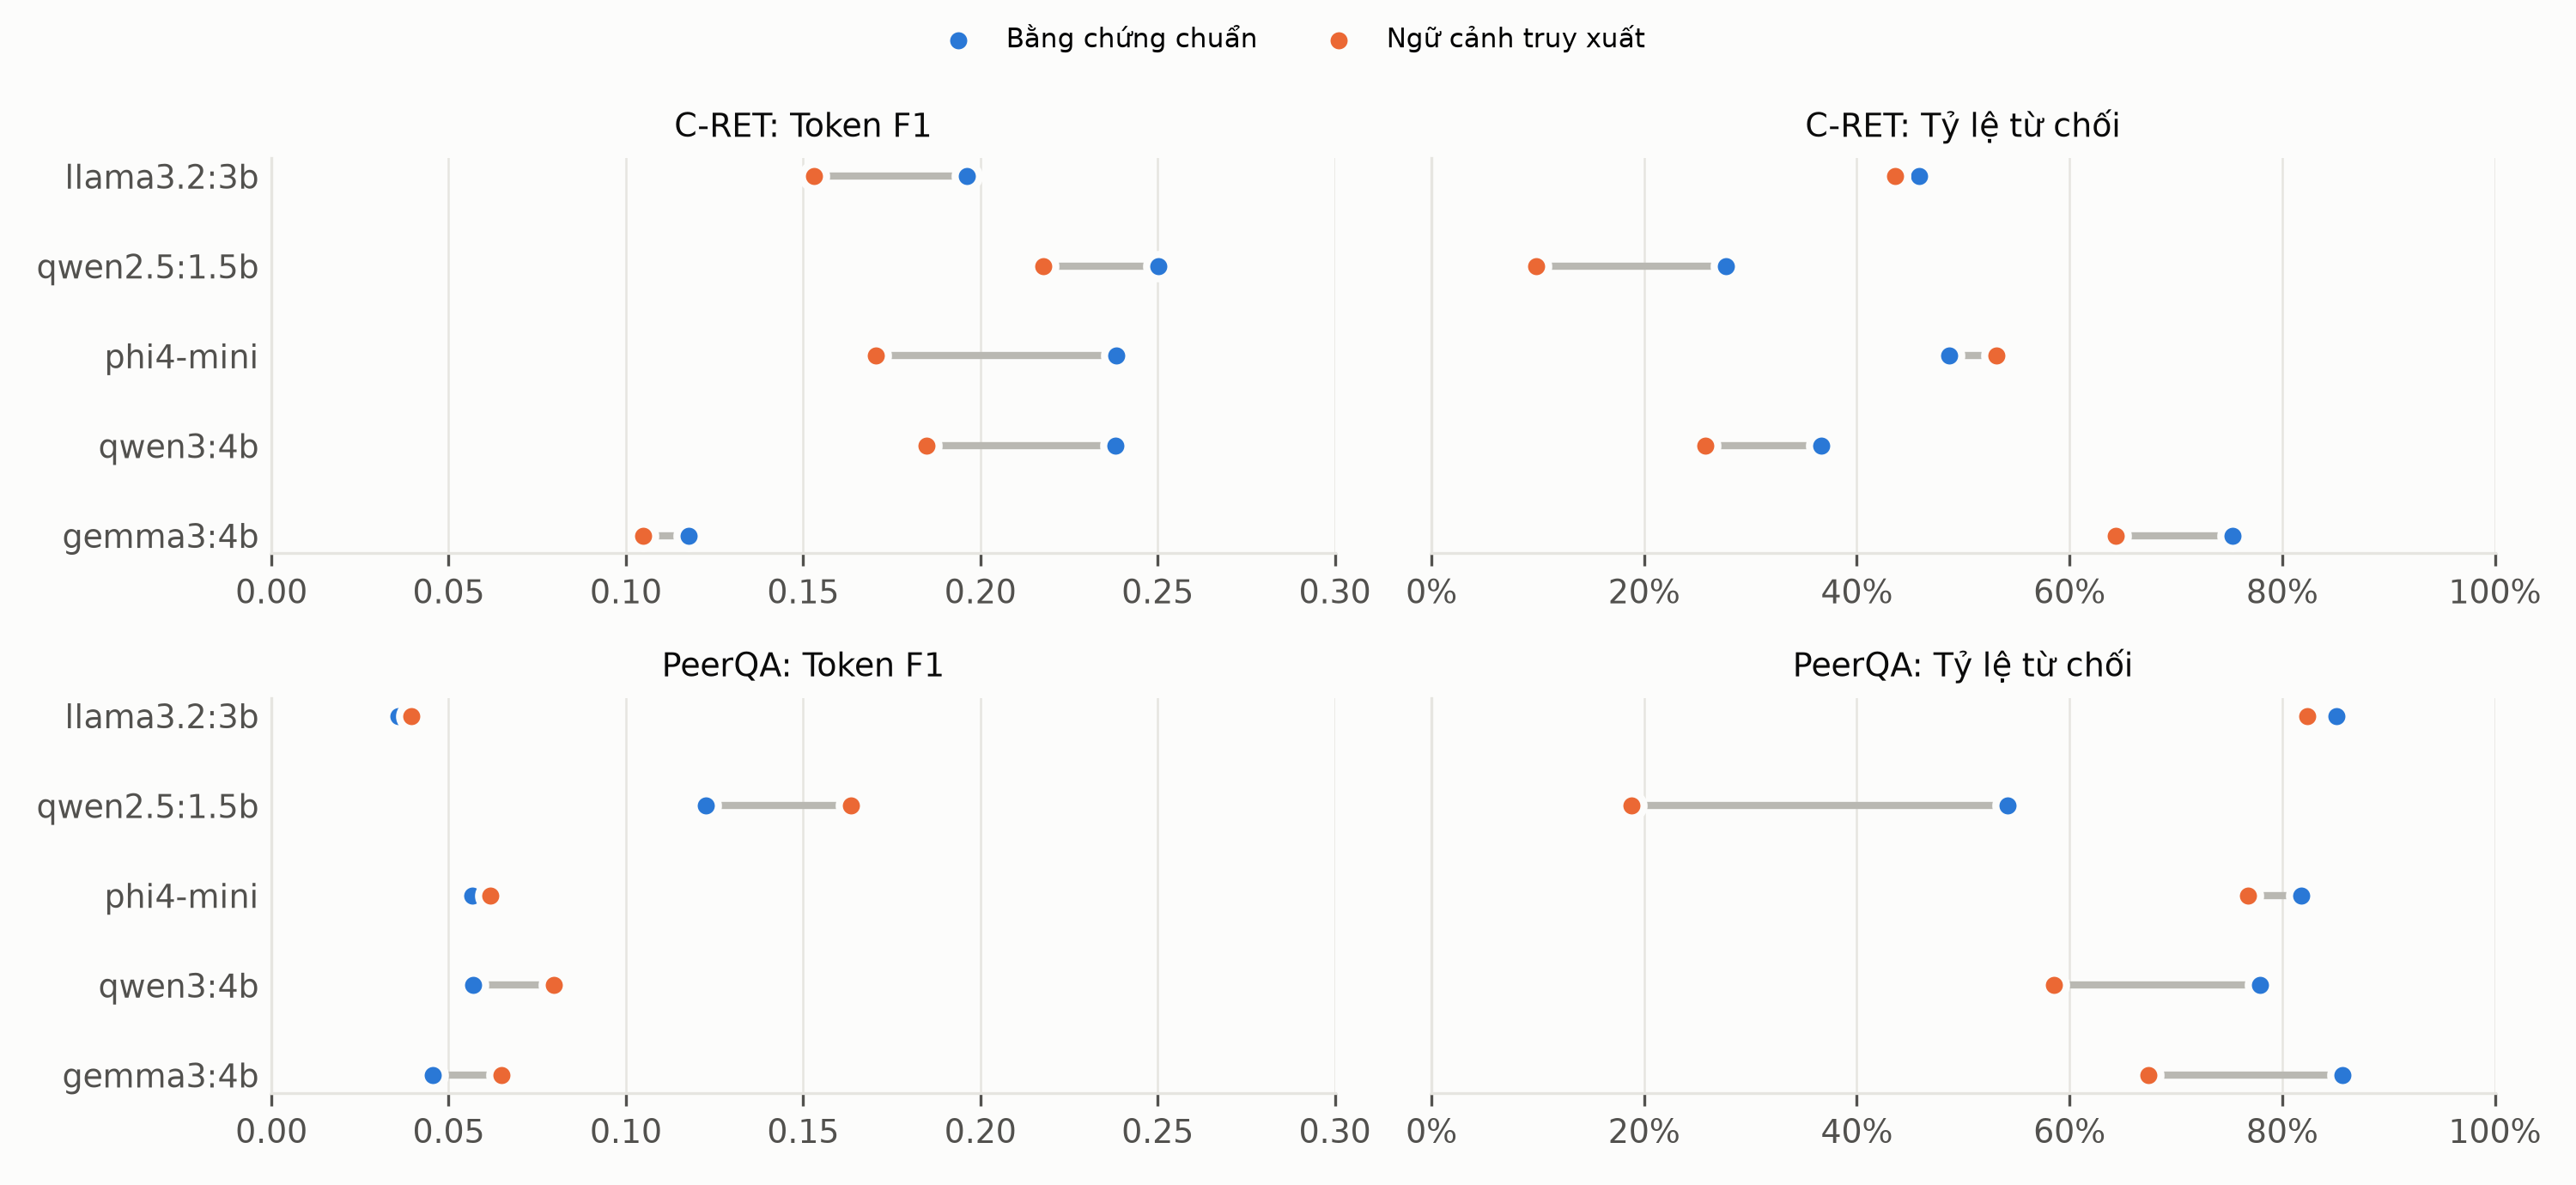 Bằng chứng chuẩn Ngữ cảnh truy xuất
C-RET: Token F1
llama3.2:3b
qwen2.5:1.5b
phi4-mini
qwen3:4b
gemma3:4b
0.00 0.05 0.10 0.15 0.20 0.25 0.30
C-RET: Tỷ lệ từ chối
0% 20% 40% 60% 80% 100%
PeerQA: Token F1
llama3.2:3b
qwen2.5:1.5b
phi4-mini
qwen3:4b
gemma3:4b
0.00 0.05 0.10 0.15 0.20 0.25 0.30
PeerQA: Tỷ lệ từ chối
0% 20% 40% 60% 80% 100%